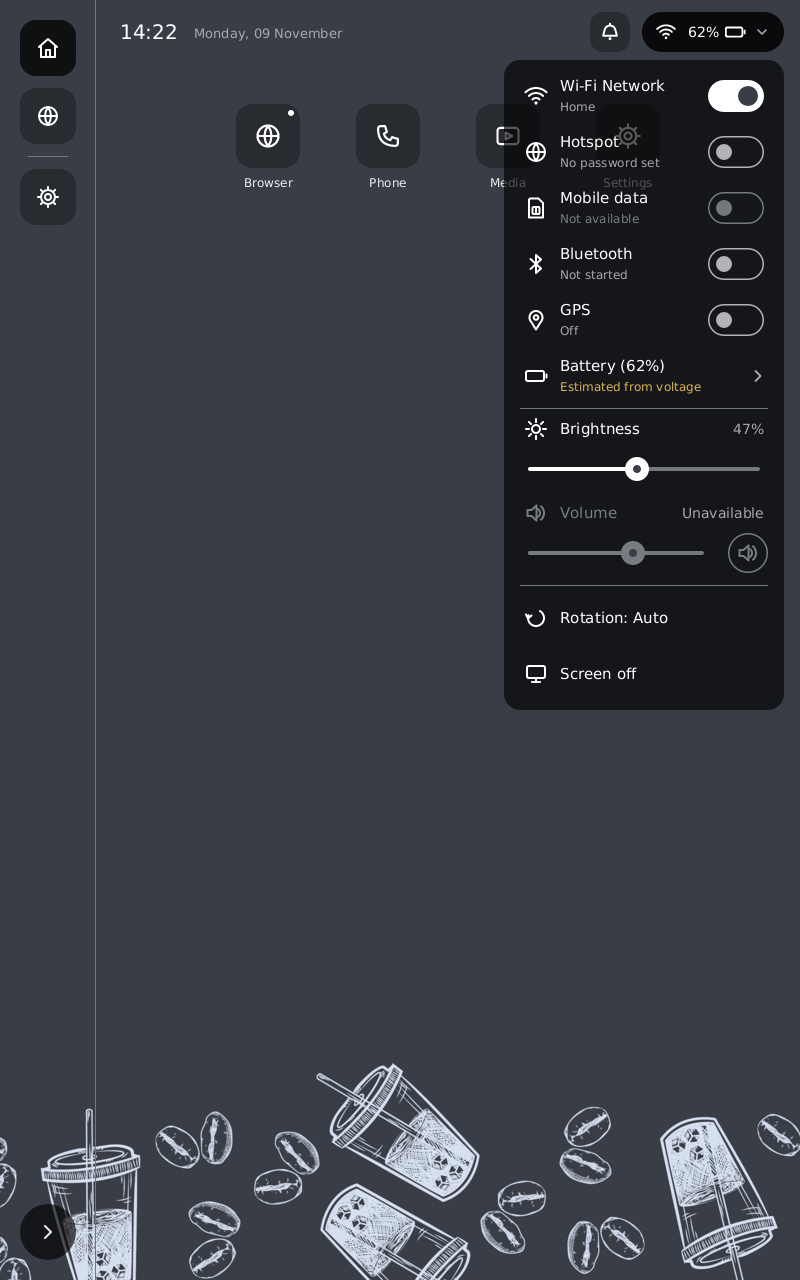 14:22 Monday, 09 November
62%
Browser
Phone
Media
Settings
Wi-Fi Network
Home
Hotspot
No password set
Mobile data
Not available
Bluetooth
Not started
GPS
Off
Battery (62%)
Estimated from voltage
Brightness 47%
Volume Unavailable
Rotation: Auto
Screen off